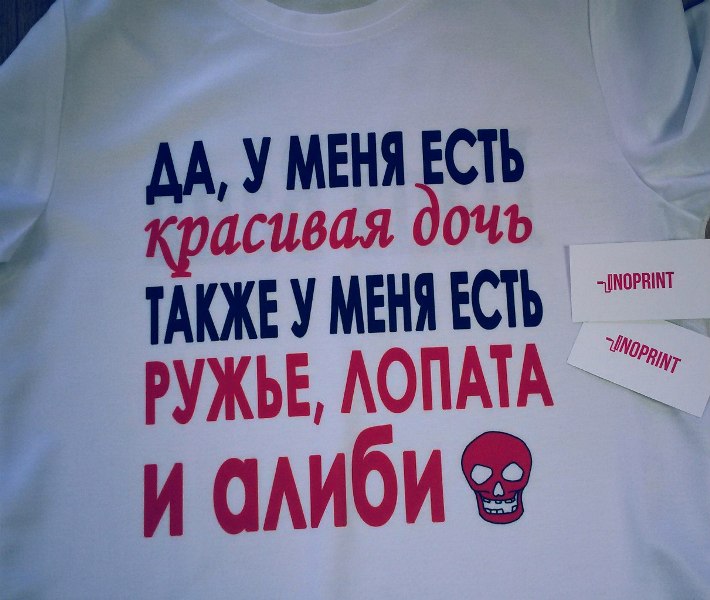 ДА, У МЕНЯ ЕСТЬ
красивая дочь
ТАКЖЕ У МЕНЯ ЕСТЬ
РУЖЬЕ, ЛОПАТА
и алиби
UNOPRINT
UNOPRINT